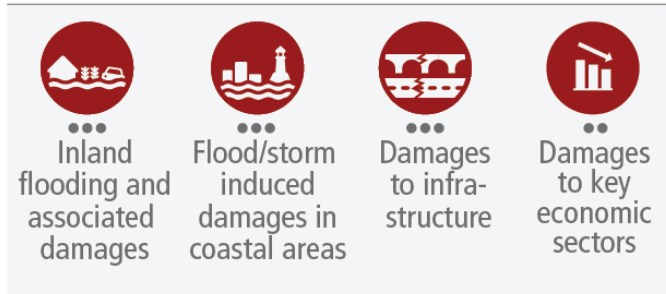 Inland
flooding and
associated
damages
Flood/storm
induced
damages in
coastal areas
Damages
to infra-
structure
Damages
to key
economic
sectors